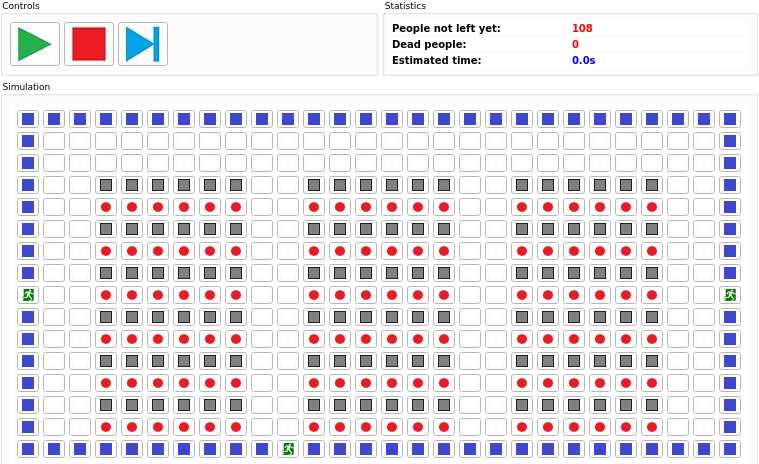 Controls
Statistics
People not left yet: 108
Dead people: 0
Estimated time: 0.0s
Simulation